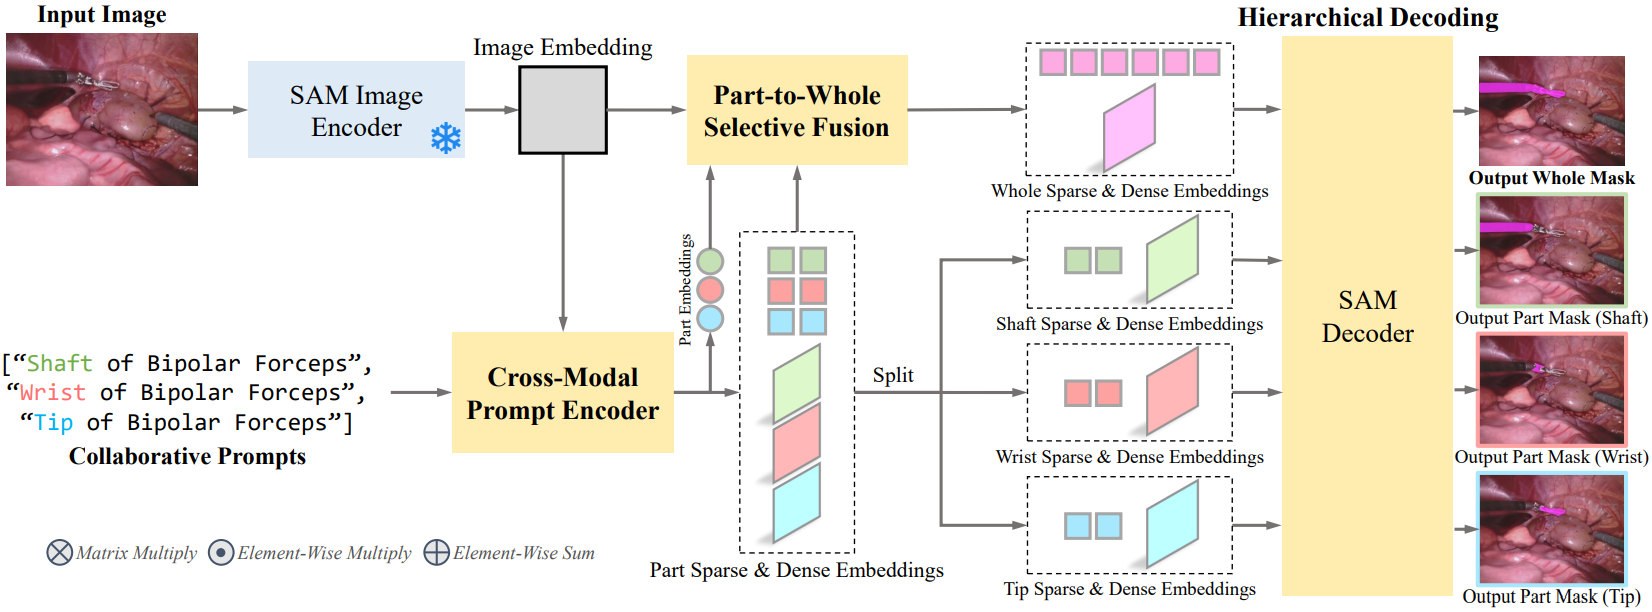 Input Image
SAM Image
Encoder
Image Embedding
Part-to-Whole
Selective Fusion
Hierarchical Decoding
Whole Sparse & Dense Embeddings
Output Whole Mask
Part Embeddings
["Shaft of Bipolar Forceps",
"Wrist of Bipolar Forceps",
"Tip of Bipolar Forceps"]
Collaborative Prompts
Cross-Modal
Prompt Encoder
Split
Shaft Sparse & Dense Embeddings
Wrist Sparse & Dense Embeddings
Tip Sparse & Dense Embeddings
SAM
Decoder
Output Part Mask (Shaft)
Output Part Mask (Wrist)
Output Part Mask (Tip)
Matrix Multiply
Element-Wise Multiply
Element-Wise Sum
Part Sparse & Dense Embeddings